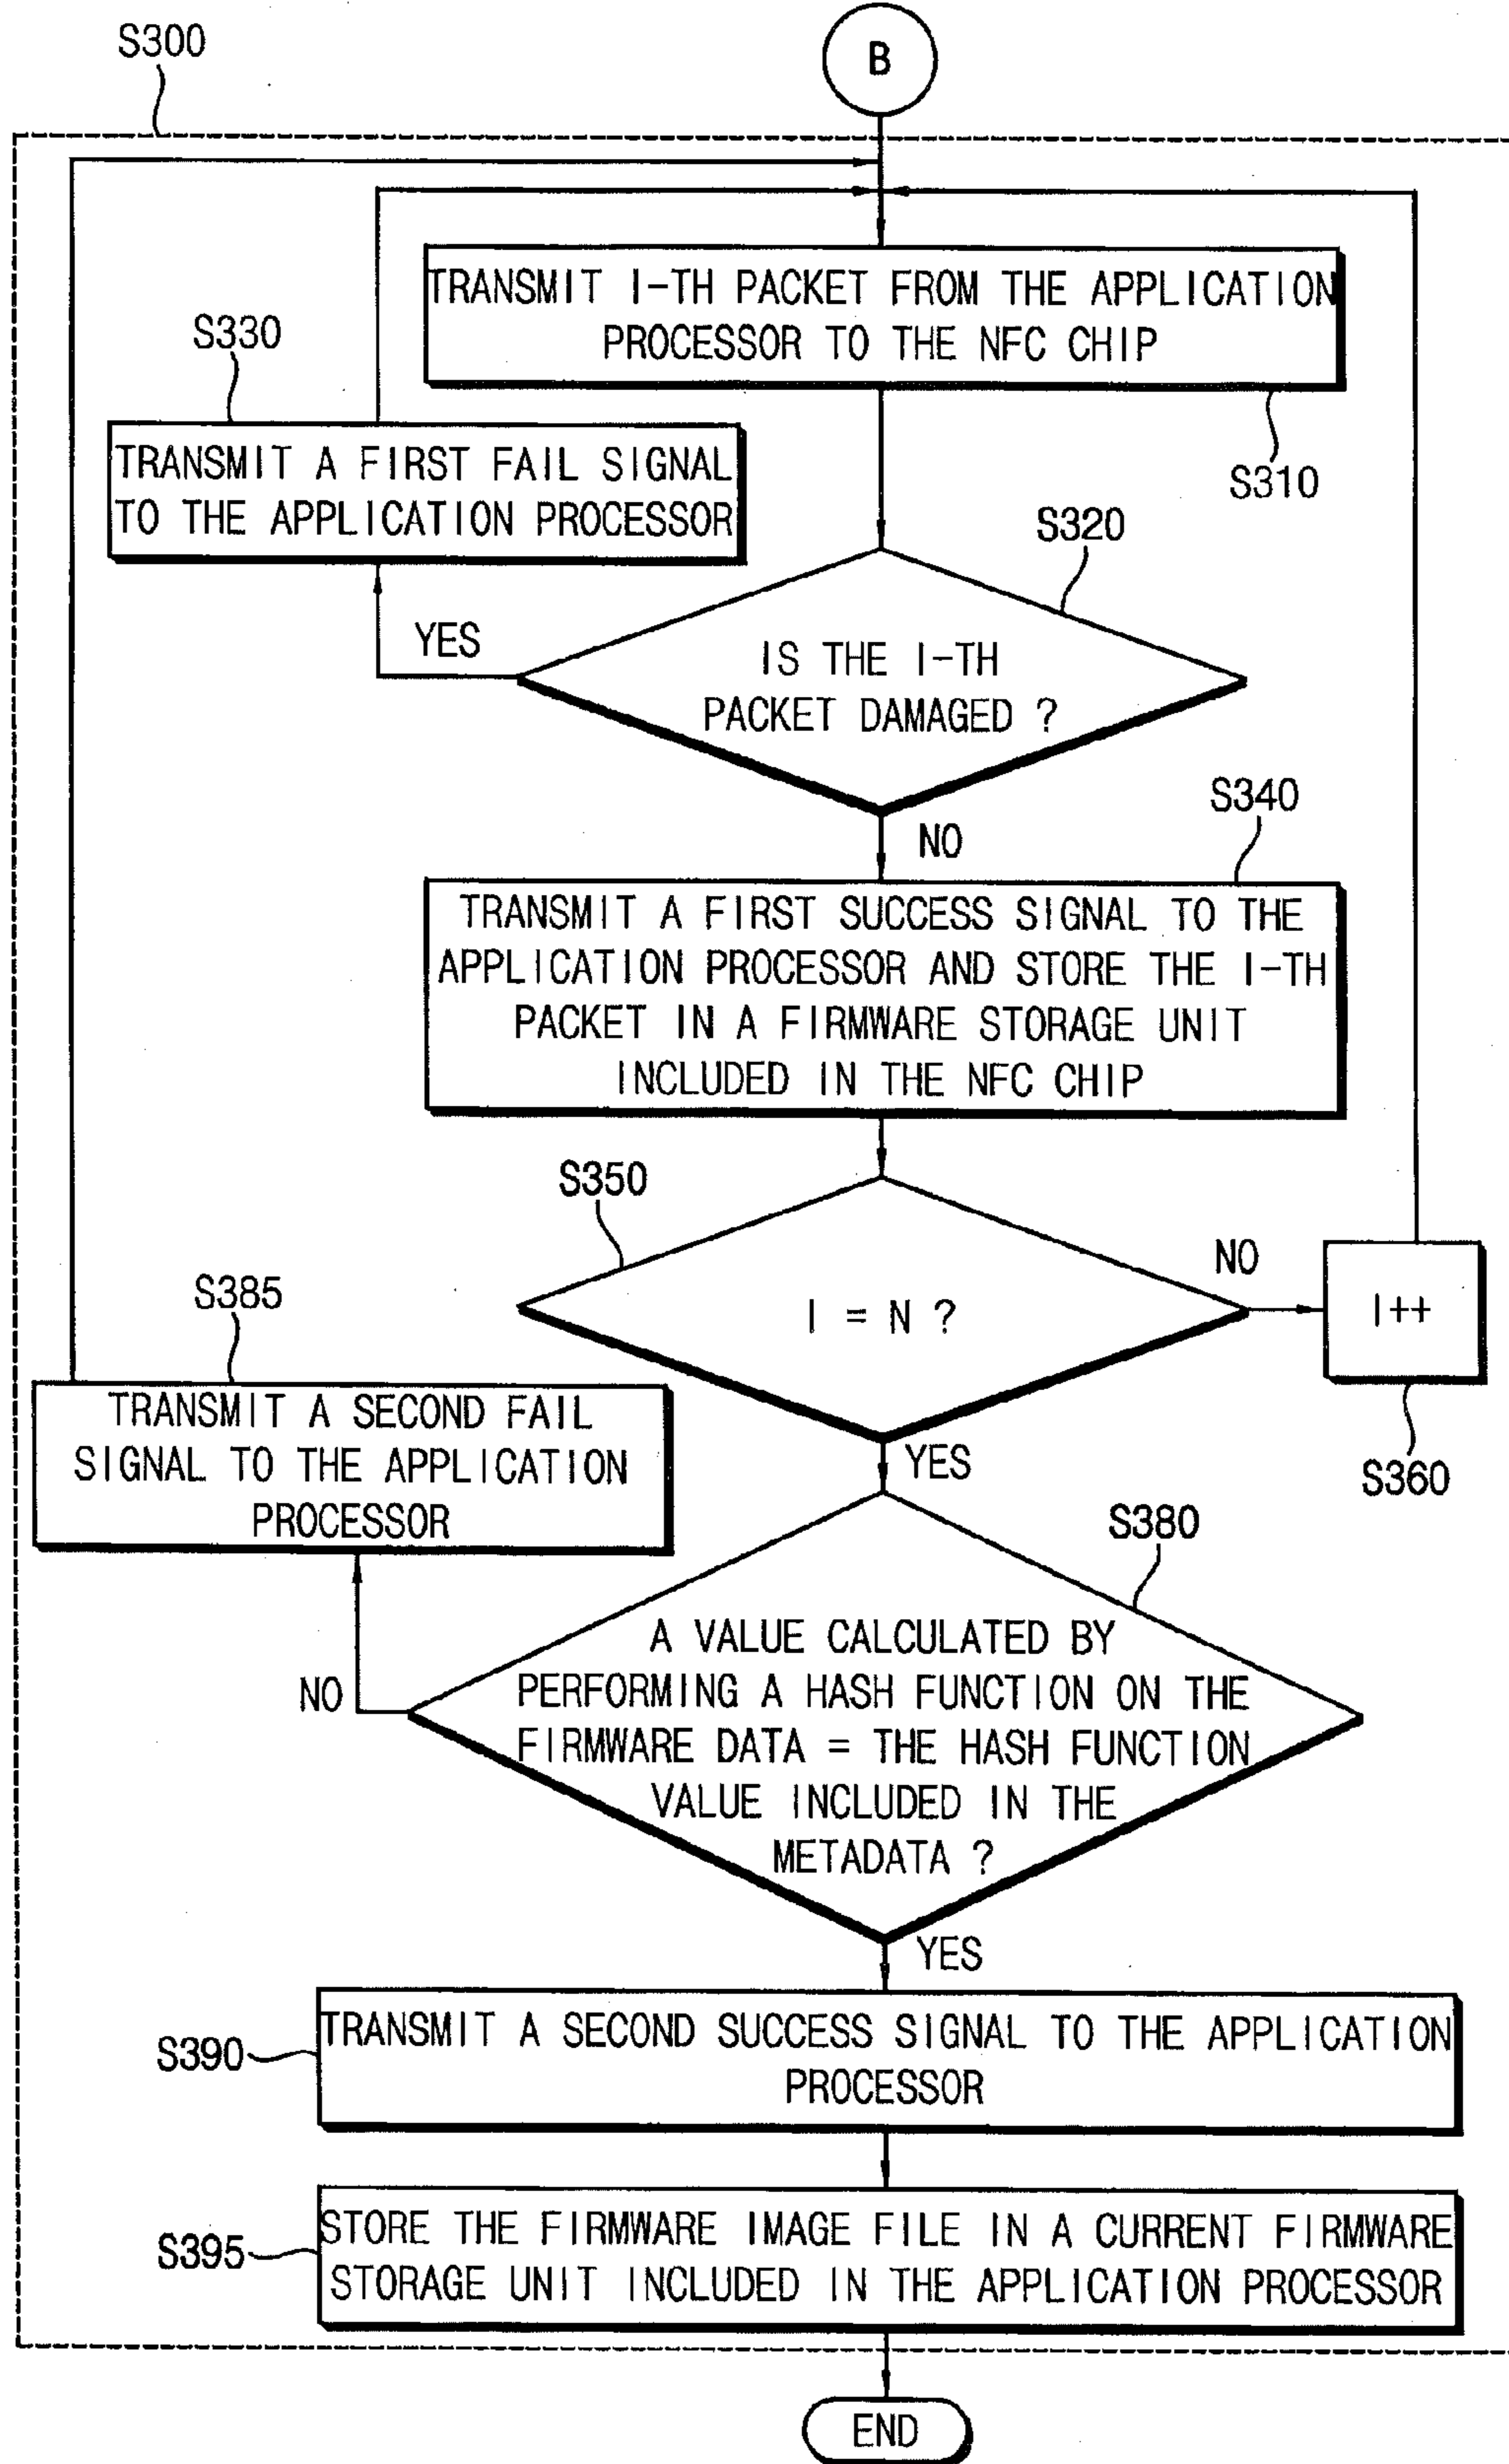 S300
B
TRANSMIT I-TH PACKET FROM THE APPLICATION
PROCESSOR TO THE NFC CHIP
S310
S330
TRANSMIT A FIRST FAIL SIGNAL
TO THE APPLICATION PROCESSOR
S320
YES
IS THE I-TH
PACKET DAMAGED ?
NO
S340
TRANSMIT A FIRST SUCCESS SIGNAL TO THE
APPLICATION PROCESSOR AND STORE THE I-TH
PACKET IN A FIRMWARE STORAGE UNIT
INCLUDED IN THE NFC CHIP
S350
I = N ?
NO
I++
S360
YES
S385
TRANSMIT A SECOND FAIL
SIGNAL TO THE APPLICATION
PROCESSOR
S380
NO
A VALUE CALCULATED BY
PERFORMING A HASH FUNCTION ON THE
FIRMWARE DATA = THE HASH FUNCTION
VALUE INCLUDED IN THE
METADATA ?
YES
S390
TRANSMIT A SECOND SUCCESS SIGNAL TO THE APPLICATION
PROCESSOR
S395
STORE THE FIRMWARE IMAGE FILE IN A CURRENT FIRMWARE
STORAGE UNIT INCLUDED IN THE APPLICATION PROCESSOR
END